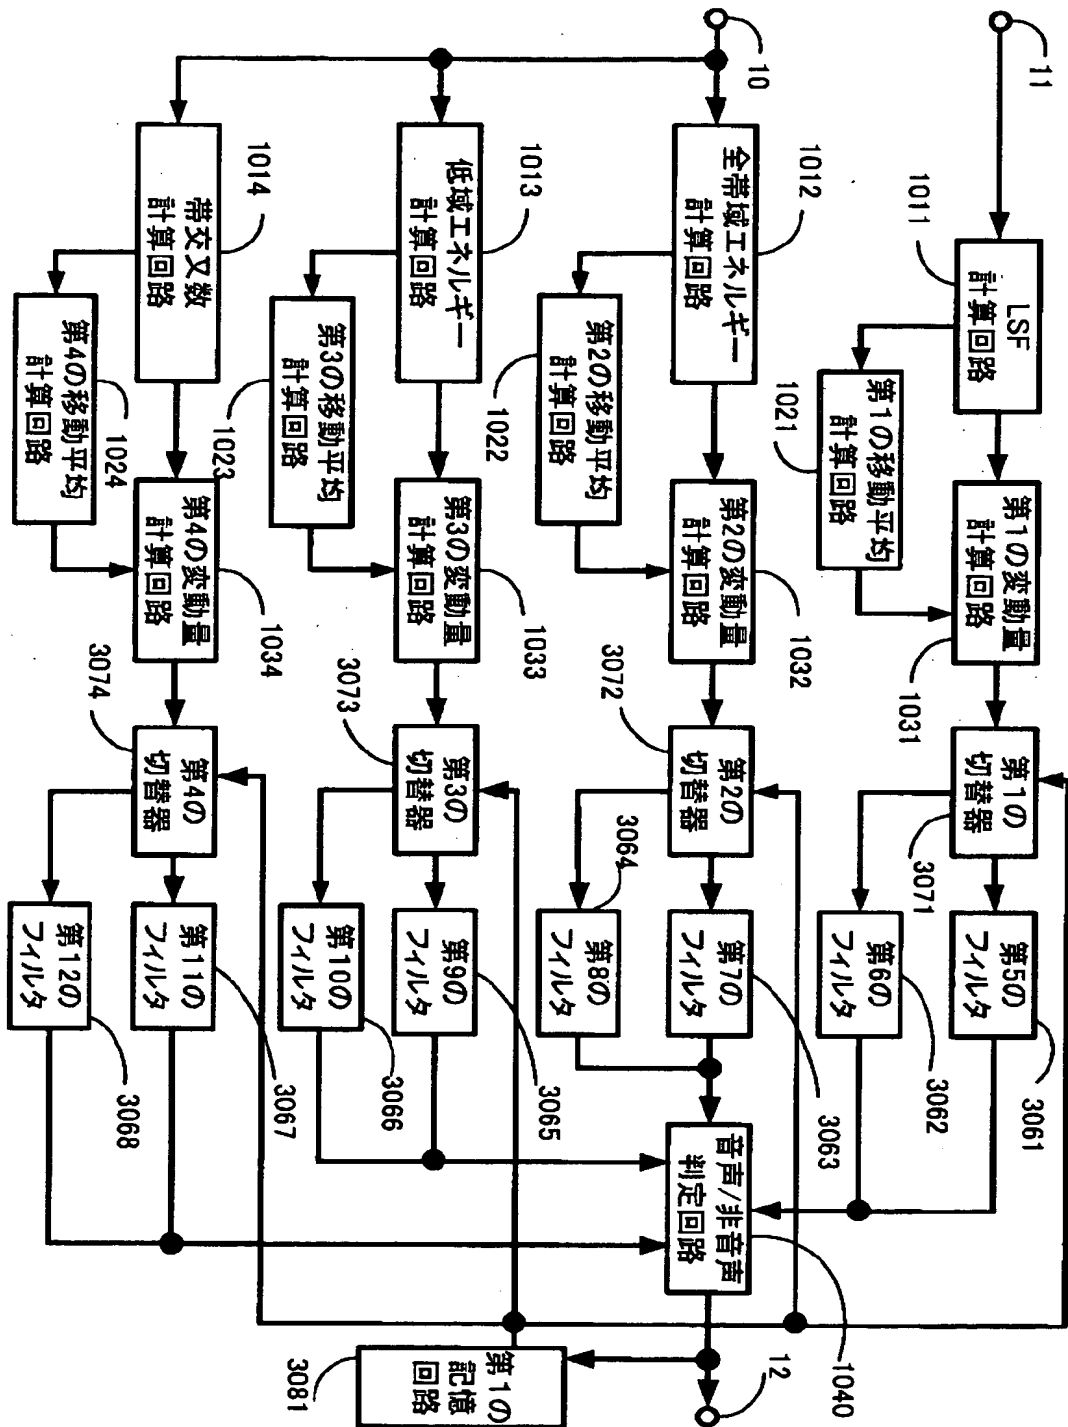 11
LSF
計算回路
1011
第1の移動平均
計算回路
1021
第1の変動量
計算回路
1031
第1の
切替器
3071
第5の
フィルタ
3061
第6の
フィルタ
3062
10
全帯域エネルギー
計算回路
1012
第2の移動平均
計算回路
1022
第2の変動量
計算回路
1032
第2の
切替器
3072
第7の
フィルタ
3063
第8の
フィルタ
3064
音声/非音声
判定回路
1040
12
低域エネルギー
計算回路
1013
第3の移動平均
計算回路
1023
第3の変動量
計算回路
1033
第3の
切替器
3073
第9の
フィルタ
3065
第10の
フィルタ
3066
第1の
記憶
回路
3081
帯交叉数
計算回路
1014
第4の移動平均
計算回路
1024
第4の変動量
計算回路
1034
第4の
切替器
3074
第11の
フィルタ
3067
第12の
フィルタ
3068